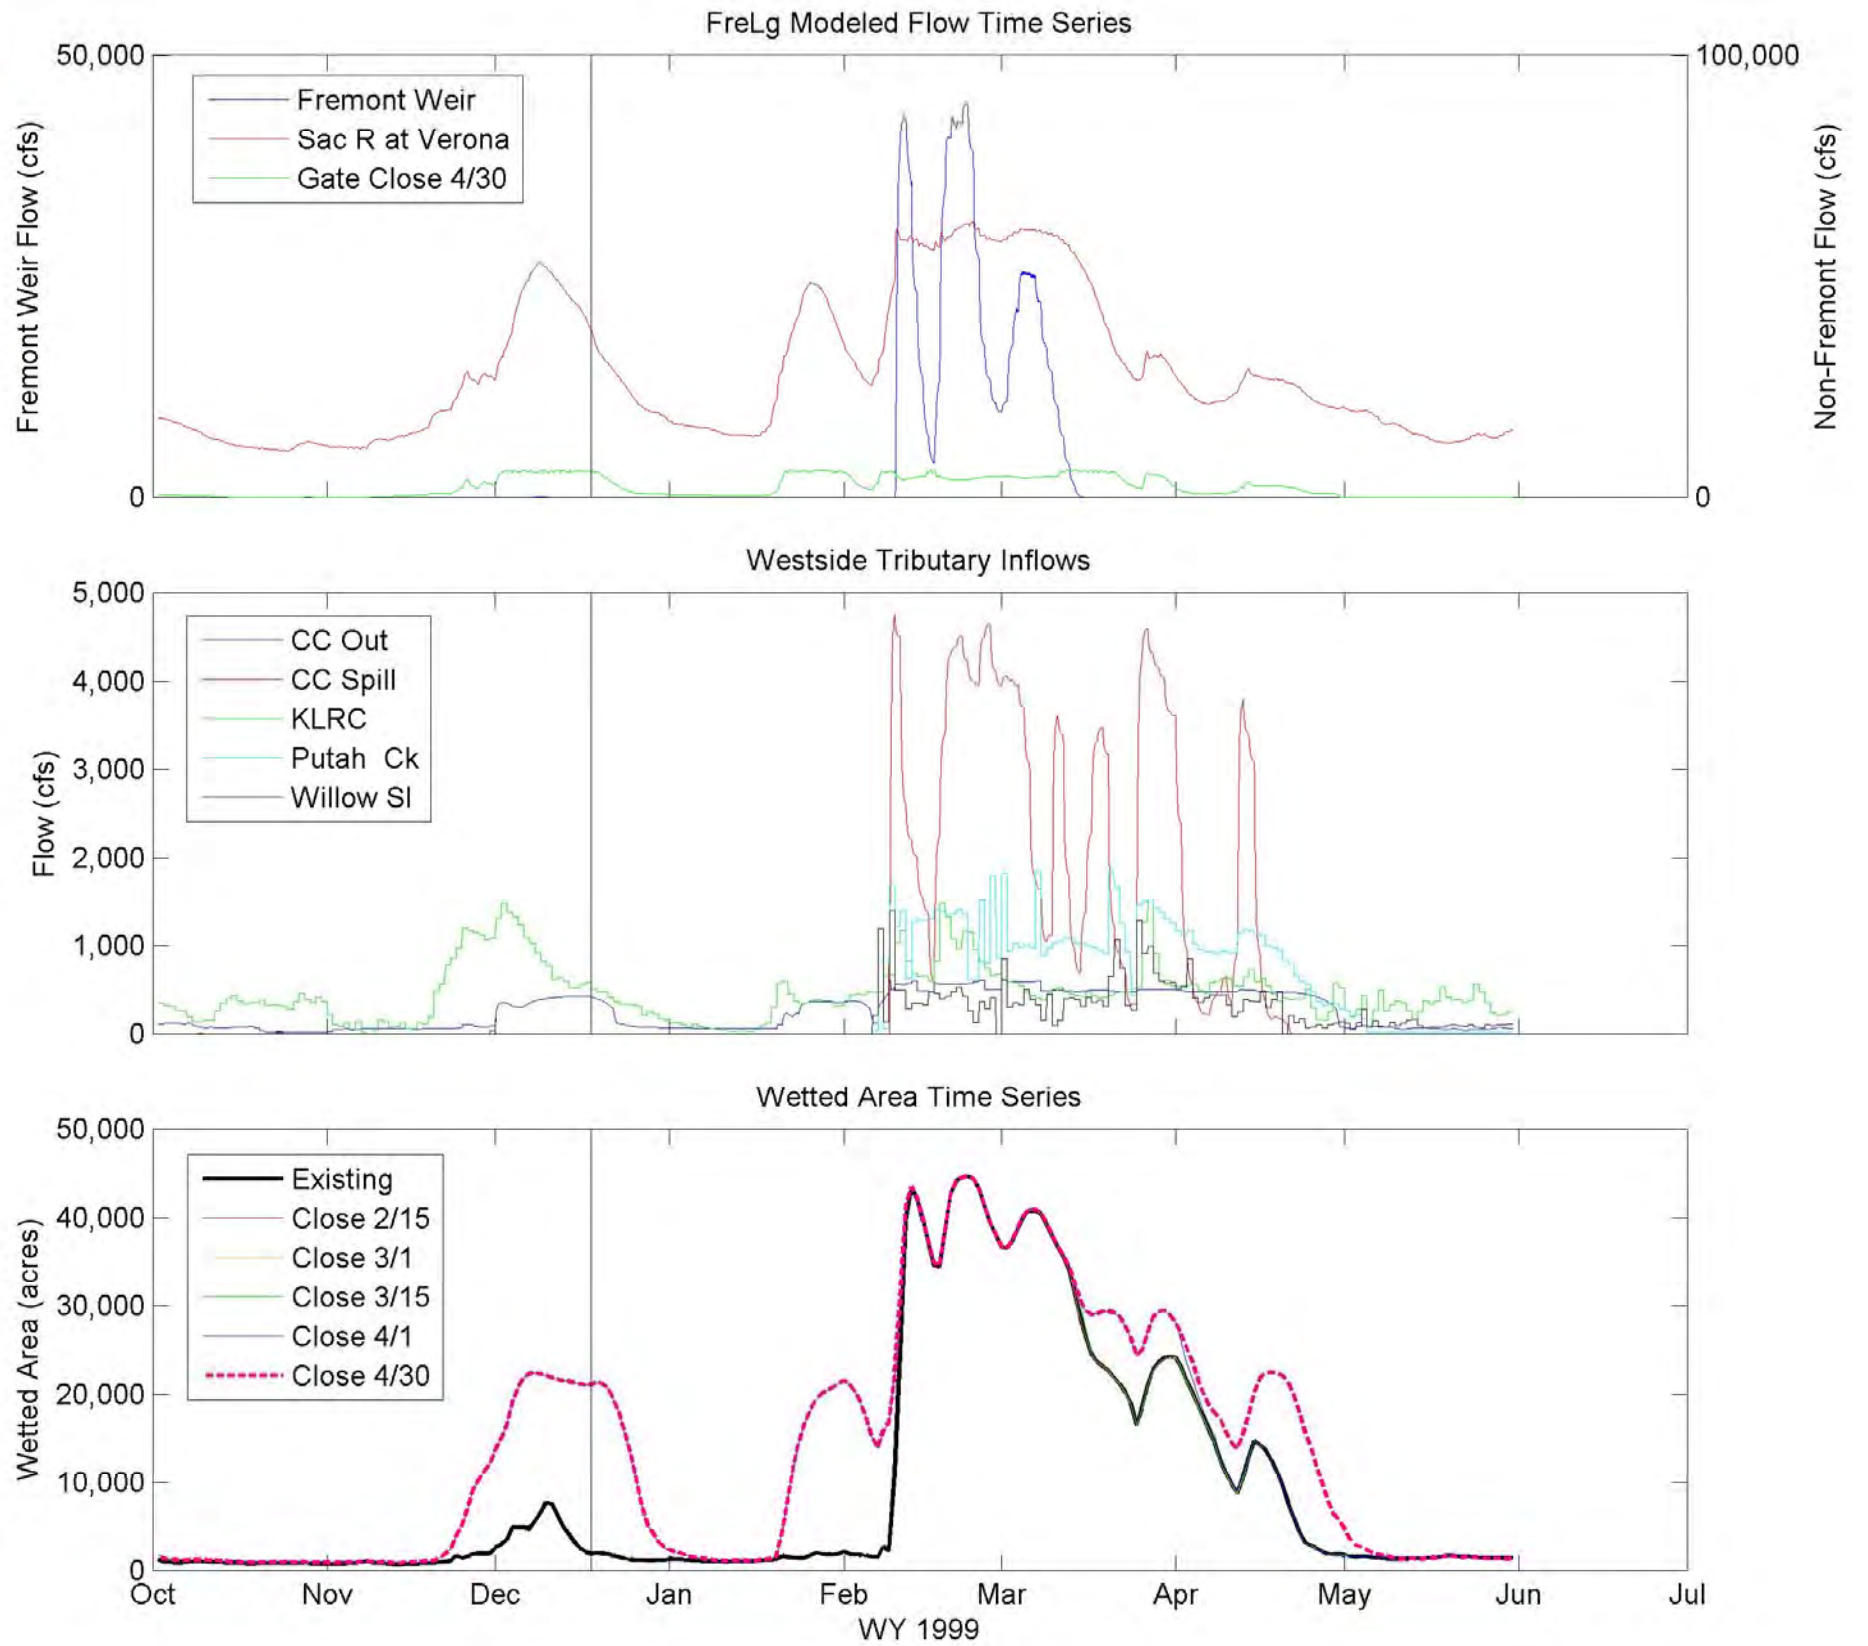 FreLg Modeled Flow Time Series
50,000
100,000
Fremont Weir
Sac R at Verona
Gate Close 4/30
Fremont Weir Flow (cfs)
Non-Fremont Flow (cfs)
0
0
Westside Tributary Inflows
5,000
4,000
3,000
2,000
1,000
0
CC Out
CC Spill
KLRC
Putah Ck
Willow Sl
Flow (cfs)
Wetted Area Time Series
50,000
40,000
30,000
20,000
10,000
0
Existing
Close 2/15
Close 3/1
Close 3/15
Close 4/1
Close 4/30
Wetted Area (acres)
Oct Nov Dec Jan Feb Mar Apr May Jun Jul
WY 1999